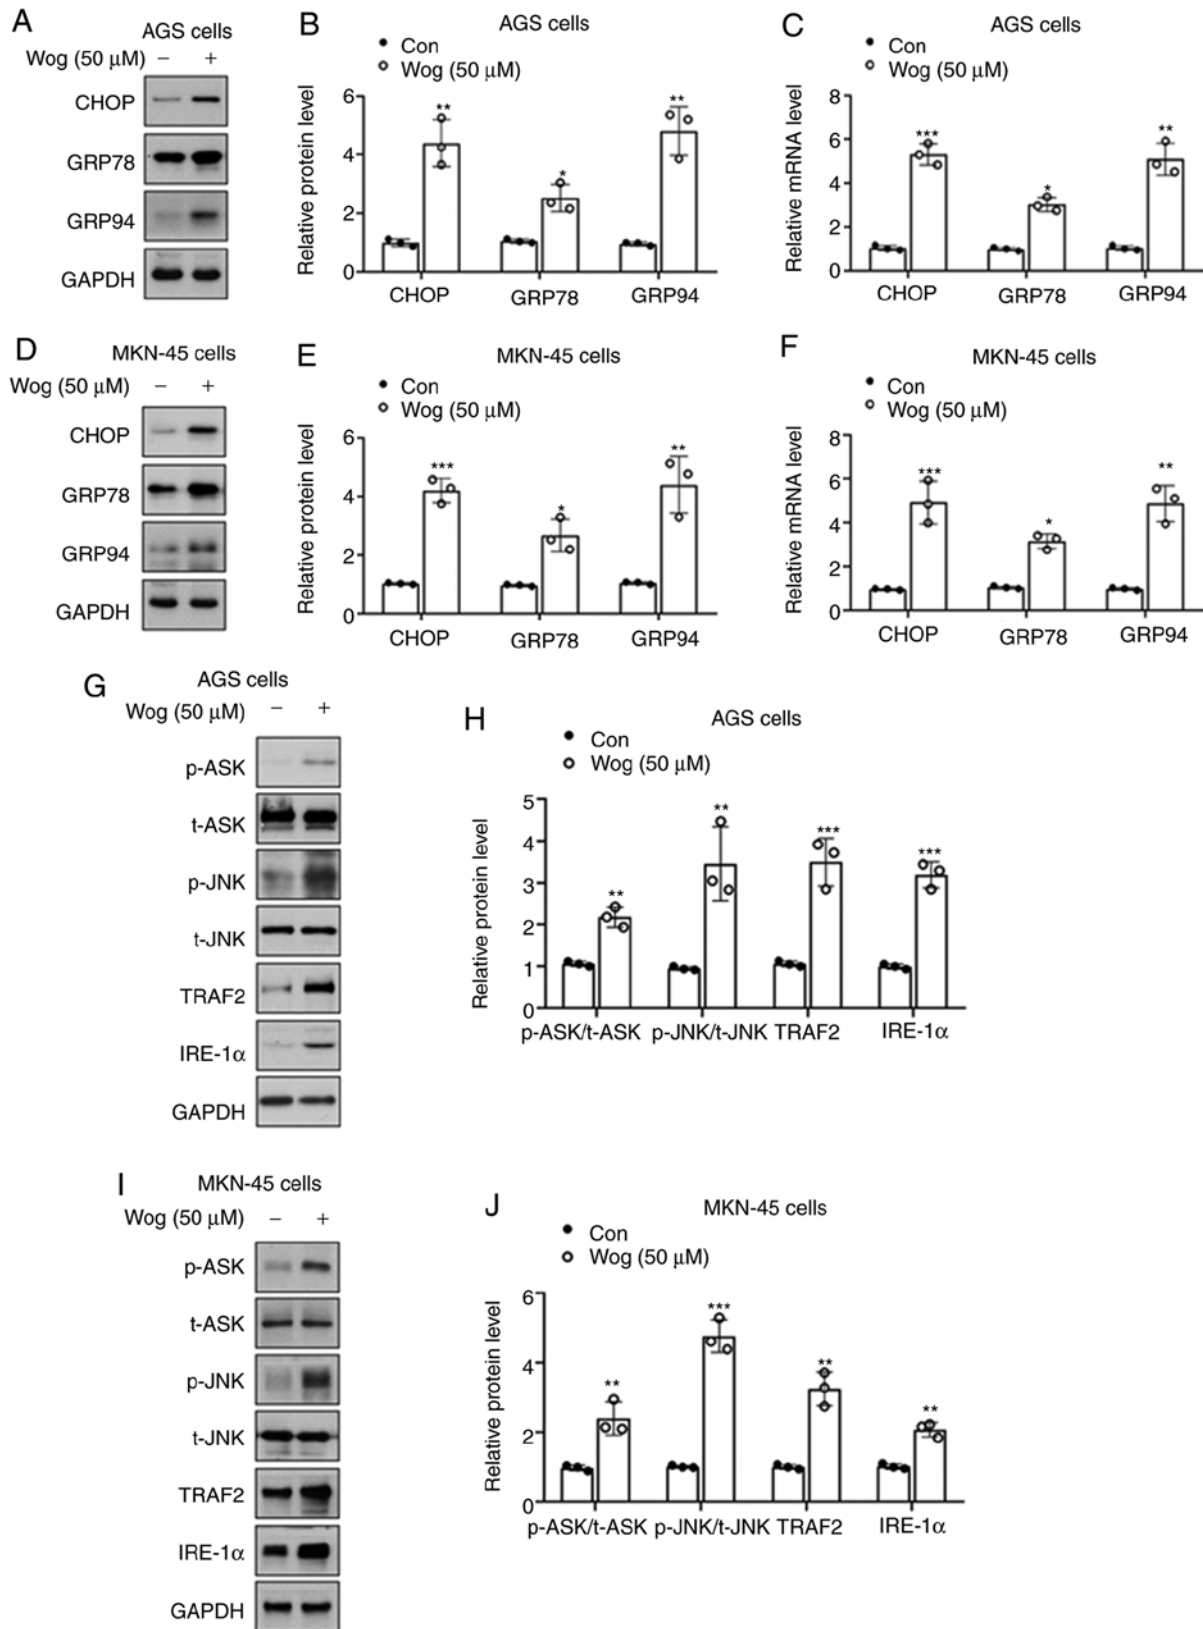 A
AGS cells
Wog (50 μM) − +
CHOP
GRP78
GRP94
GAPDH
B
AGS cells
Con
Wog (50 μM)
Relative protein level
6
4
2
0
** * **
CHOP GRP78 GRP94
C
AGS cells
Con
Wog (50 μM)
Relative mRNA level
8
6
4
2
0
*** * **
CHOP GRP78 GRP94
D
MKN-45 cells
Wog (50 μM) − +
CHOP
GRP78
GRP94
GAPDH
E
MKN-45 cells
Con
Wog (50 μM)
Relative protein level
6
4
2
0
*** * **
CHOP GRP78 GRP94
F
MKN-45 cells
Con
Wog (50 μM)
Relative mRNA level
8
6
4
2
0
*** * **
CHOP GRP78 GRP94
G
AGS cells
Wog (50 μM) − +
p-ASK
t-ASK
p-JNK
t-JNK
TRAF2
IRE-1α
GAPDH
H
AGS cells
Con
Wog (50 μM)
Relative protein level
5
4
3
2
1
0
** ** *** ***
p-ASK/t-ASK p-JNK/t-JNK TRAF2 IRE-1α
I
MKN-45 cells
Wog (50 μM) − +
p-ASK
t-ASK
p-JNK
t-JNK
TRAF2
IRE-1α
GAPDH
J
MKN-45 cells
Con
Wog (50 μM)
Relative protein level
6
4
2
0
** *** ** **
p-ASK/t-ASK p-JNK/t-JNK TRAF2 IRE-1α